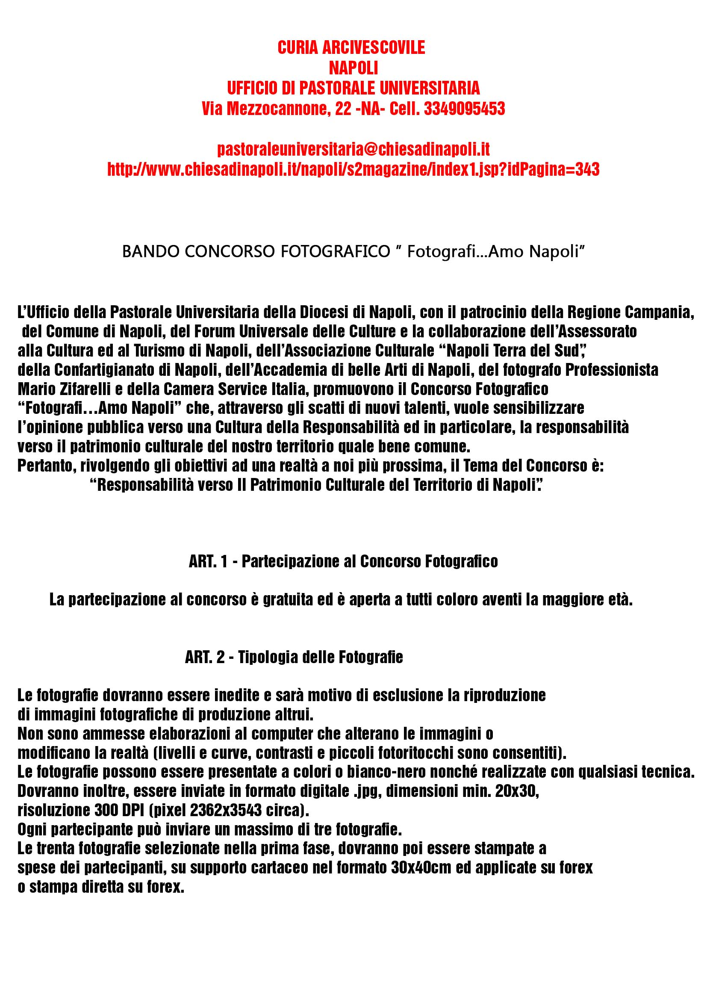 CURIA ARCIVESCOVILE
NAPOLI
UFFICIO DI PASTORALE UNIVERSITARIA
Via Mezzocannone, 22 -NA- Cell. 3349095453
pastoraleuniversitaria@chiesadinapoli.it
http://www.chiesadinapoli.it/napoli/s2magazine/index1.jsp?idPagina=343
BANDO CONCORSO FOTOGRAFICO " Fotografi...Amo Napoli"
L'Ufficio della Pastorale Universitaria della Diocesi di Napoli, con il patrocinio della Regione Campania,
del Comune di Napoli, del Forum Universale delle Culture e la collaborazione dell'Assessorato
alla Cultura ed al Turismo di Napoli, dell'Associazione Culturale “Napoli Terra del Sud”,
della Confartigianato di Napoli, dell'Accademia di belle Arti di Napoli, del fotografo Professionista
Mario Zifarelli e della Camera Service Italia, promuovono il Concorso Fotografico
“Fotografi...Amo Napoli” che, attraverso gli scatti di nuovi talenti, vuole sensibilizzare
l'opinione pubblica verso una Cultura della Responsabilità ed in particolare, la responsabilità
verso il patrimonio culturale del nostro territorio quale bene comune.
Pertanto, rivolgendo gli obiettivi ad una realtà a noi più prossima, il Tema del Concorso è:
“Responsabilità verso Il Patrimonio Culturale del Territorio di Napoli”.
ART. 1 - Partecipazione al Concorso Fotografico
La partecipazione al concorso è gratuita ed è aperta a tutti coloro aventi la maggiore età.
ART. 2 - Tipologia delle Fotografie
Le fotografie dovranno essere inedite e sarà motivo di esclusione la riproduzione
di immagini fotografiche di produzione altrui.
Non sono ammesse elaborazioni al computer che alterano le immagini o
modificano la realtà (livelli e curve, contrasti e piccoli fotoritocchi sono consentiti).
Le fotografie possono essere presentate a colori o bianco-nero nonché realizzate con qualsiasi tecnica.
Dovranno inoltre, essere inviate in formato digitale .jpg, dimensioni min. 20x30,
risoluzione 300 DPI (pixel 2362x3543 circa).
Ogni partecipante può inviare un massimo di tre fotografie.
Le trenta fotografie selezionate nella prima fase, dovranno poi essere stampate a
spese dei partecipanti, su supporto cartaceo nel formato 30x40cm ed applicate su forex
o stampa diretta su forex.